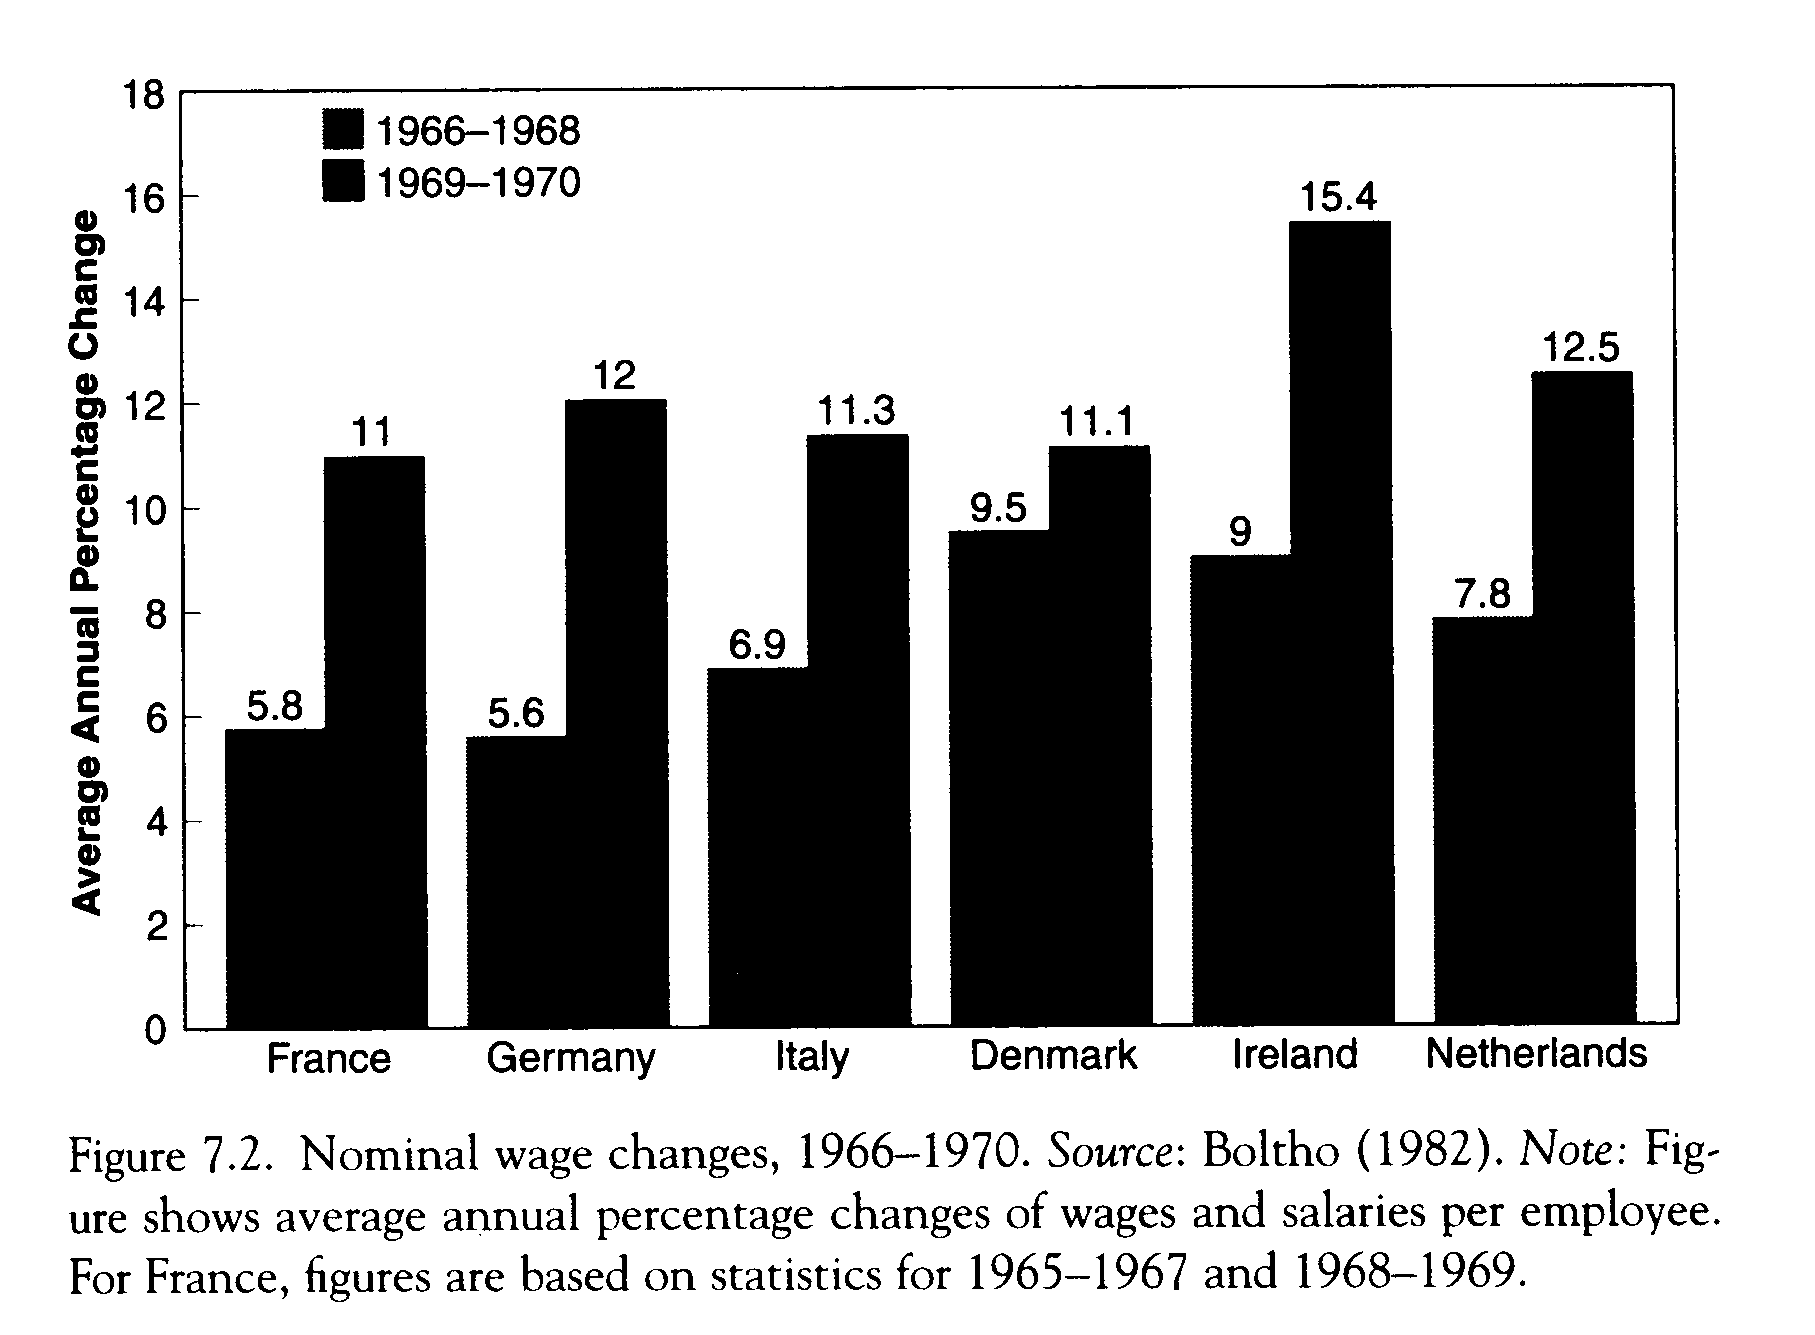 18
16
14
12
10
8
6
4
2
0
Average Annual Percentage Change
1966–1968
1969–1970
5.8
11
5.6
12
6.9
11.3
9.5
11.1
9
15.4
7.8
12.5
France
Germany
Italy
Denmark
Ireland
Netherlands
Figure 7.2. Nominal wage changes, 1966–1970. Source: Boltho (1982). Note: Fig-
ure shows average annual percentage changes of wages and salaries per employee.
For France, figures are based on statistics for 1965–1967 and 1968–1969.